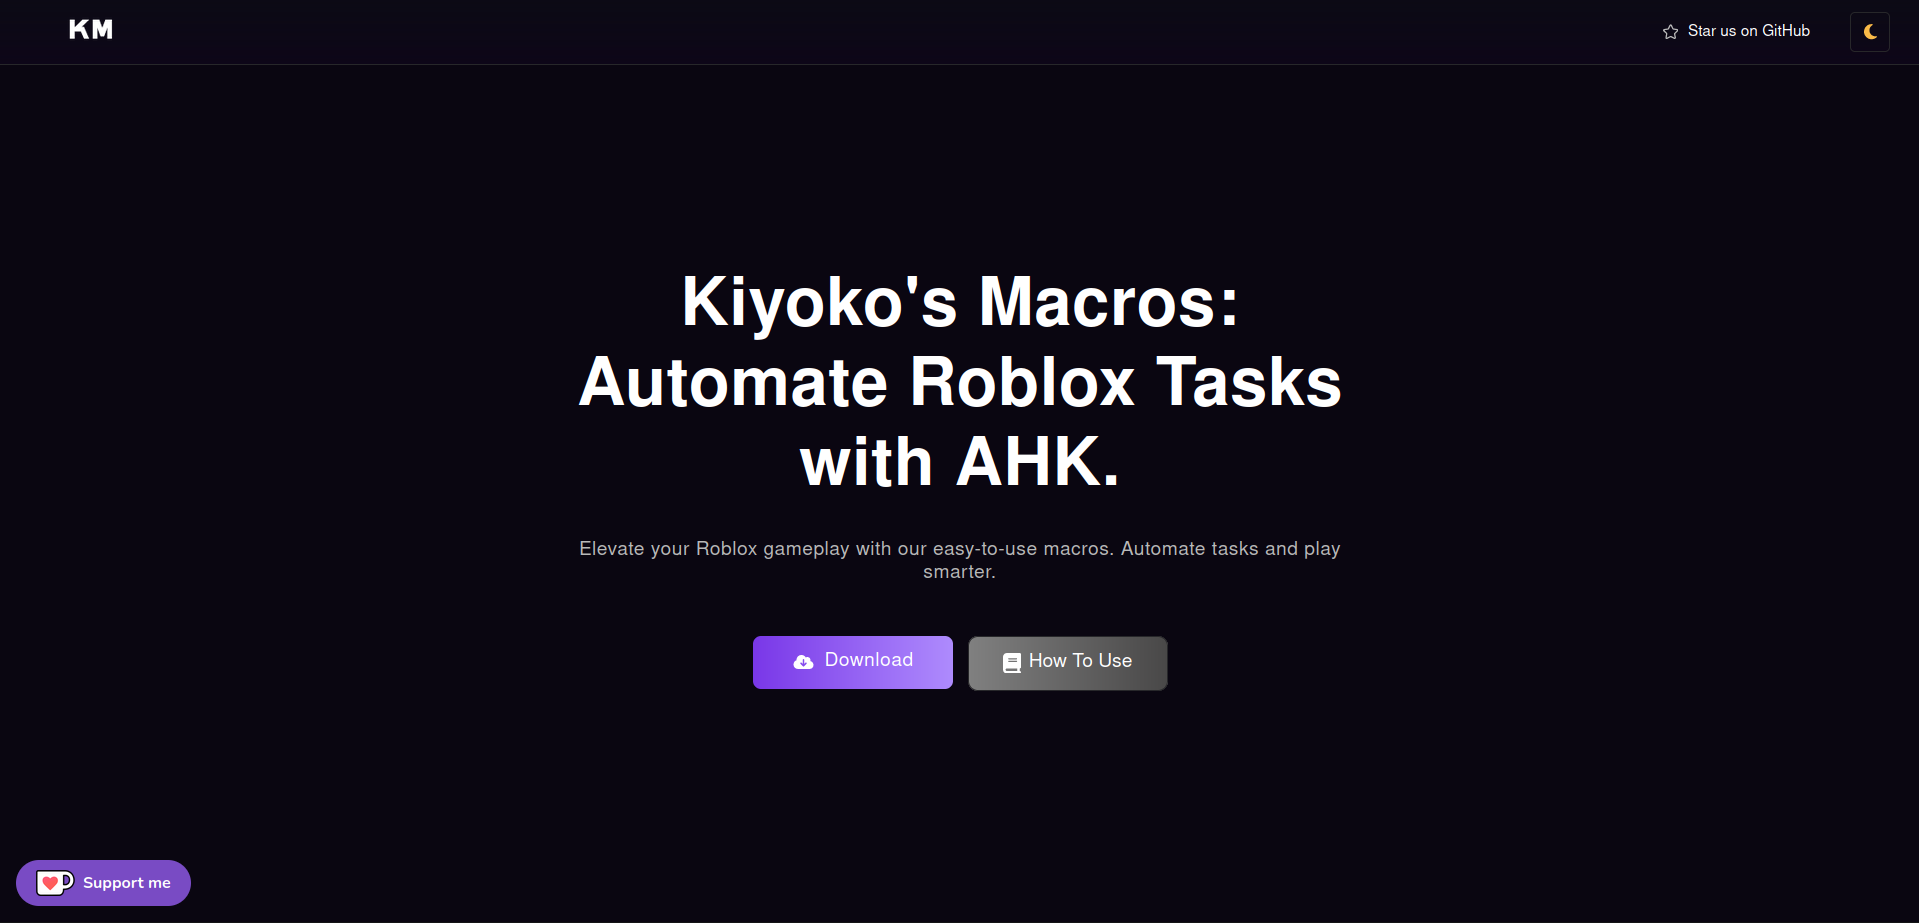 KM
Star us on GitHub
Kiyoko's Macros:
Automate Roblox Tasks
with AHK.
Elevate your Roblox gameplay with our easy-to-use macros. Automate tasks and play
smarter.
Download
How To Use
Support me